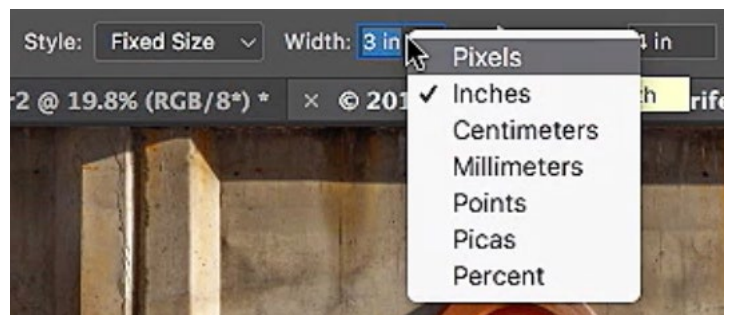 Style: Fixed Size Width: 3 in 4 in
-2 @ 19.8% (RGB/8*) * × © 201
Pixels
✓ Inches
Centimeters
Millimeters
Points
Picas
Percent